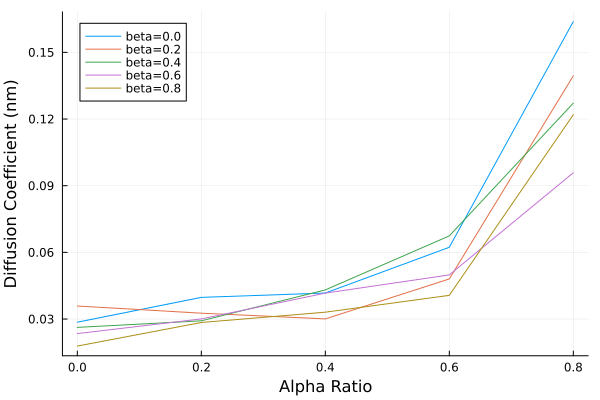 beta=0.0
beta=0.2
beta=0.4
beta=0.6
beta=0.8
0.15
0.12
0.09
0.06
0.03
Diffusion Coefficient (nm)
0.0 0.2 0.4 0.6 0.8
Alpha Ratio